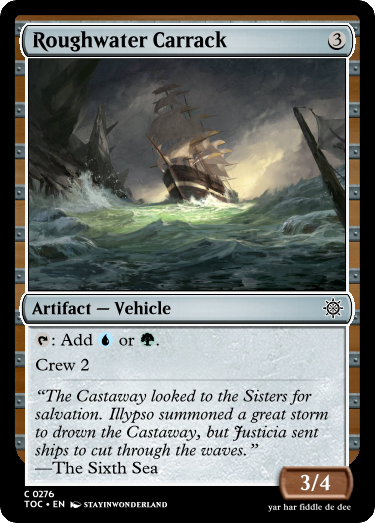 Roughwater Carrack 3
Artifact — Vehicle
: Add or .
Crew 2
“The Castaway looked to the Sisters for
salvation. Illypso summoned a great storm
to drown the Castaway, but Justicia sent
ships to cut through the waves.”
—The Sixth Sea
3/4
C 0276
TOC • EN STAYINWONDERLAND
yar har fiddle de dee